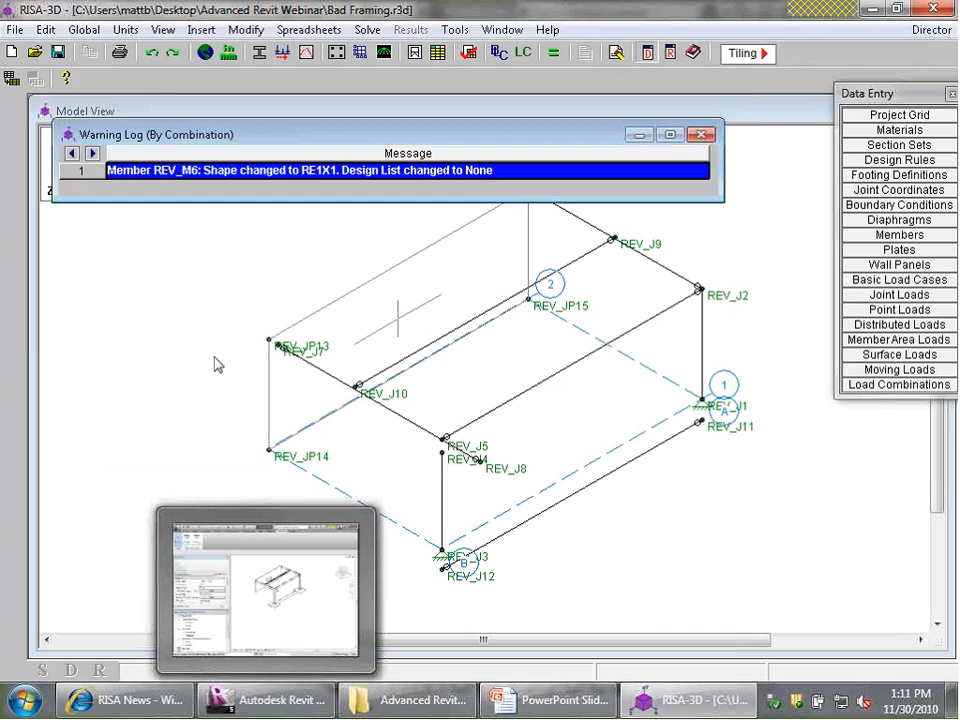 RISA-3D - [C:\Users\mattb\Desktop\Advanced Revit Webinar\Bad Framing.r3d]
File Edit Global Units View Insert Modify Spreadsheets Solve Results Tools Window Help Director
BC LC D R Tiling
Model View
Data Entry
Warning Log (By Combination)
Message
1 Member REV_M6: Shape changed to RE1X1. Design List changed to None
Project Grid
Materials
Section Sets
Design Rules
Footing Definitions
Joint Coordinates
Boundary Conditions
Diaphragms
Members
Plates
Wall Panels
Basic Load Cases
Joint Loads
Point Loads
Distributed Loads
Member Area Loads
Surface Loads
Moving Loads
Load Combinations
REV_J9
2
REV_J2
REV_JP15
REV_JP13
REV_J7
REV_J10
1
REV_J1
A
REV_J11
REV_J5
REV_J8
REV_JP14
REV_J3
B
REV_J12
S D R
RISA News - Wi...
Autodesk Revit ...
Advanced Revit ...
PowerPoint Slid...
RISA-3D - [C:\U...
1:11 PM
11/30/2010